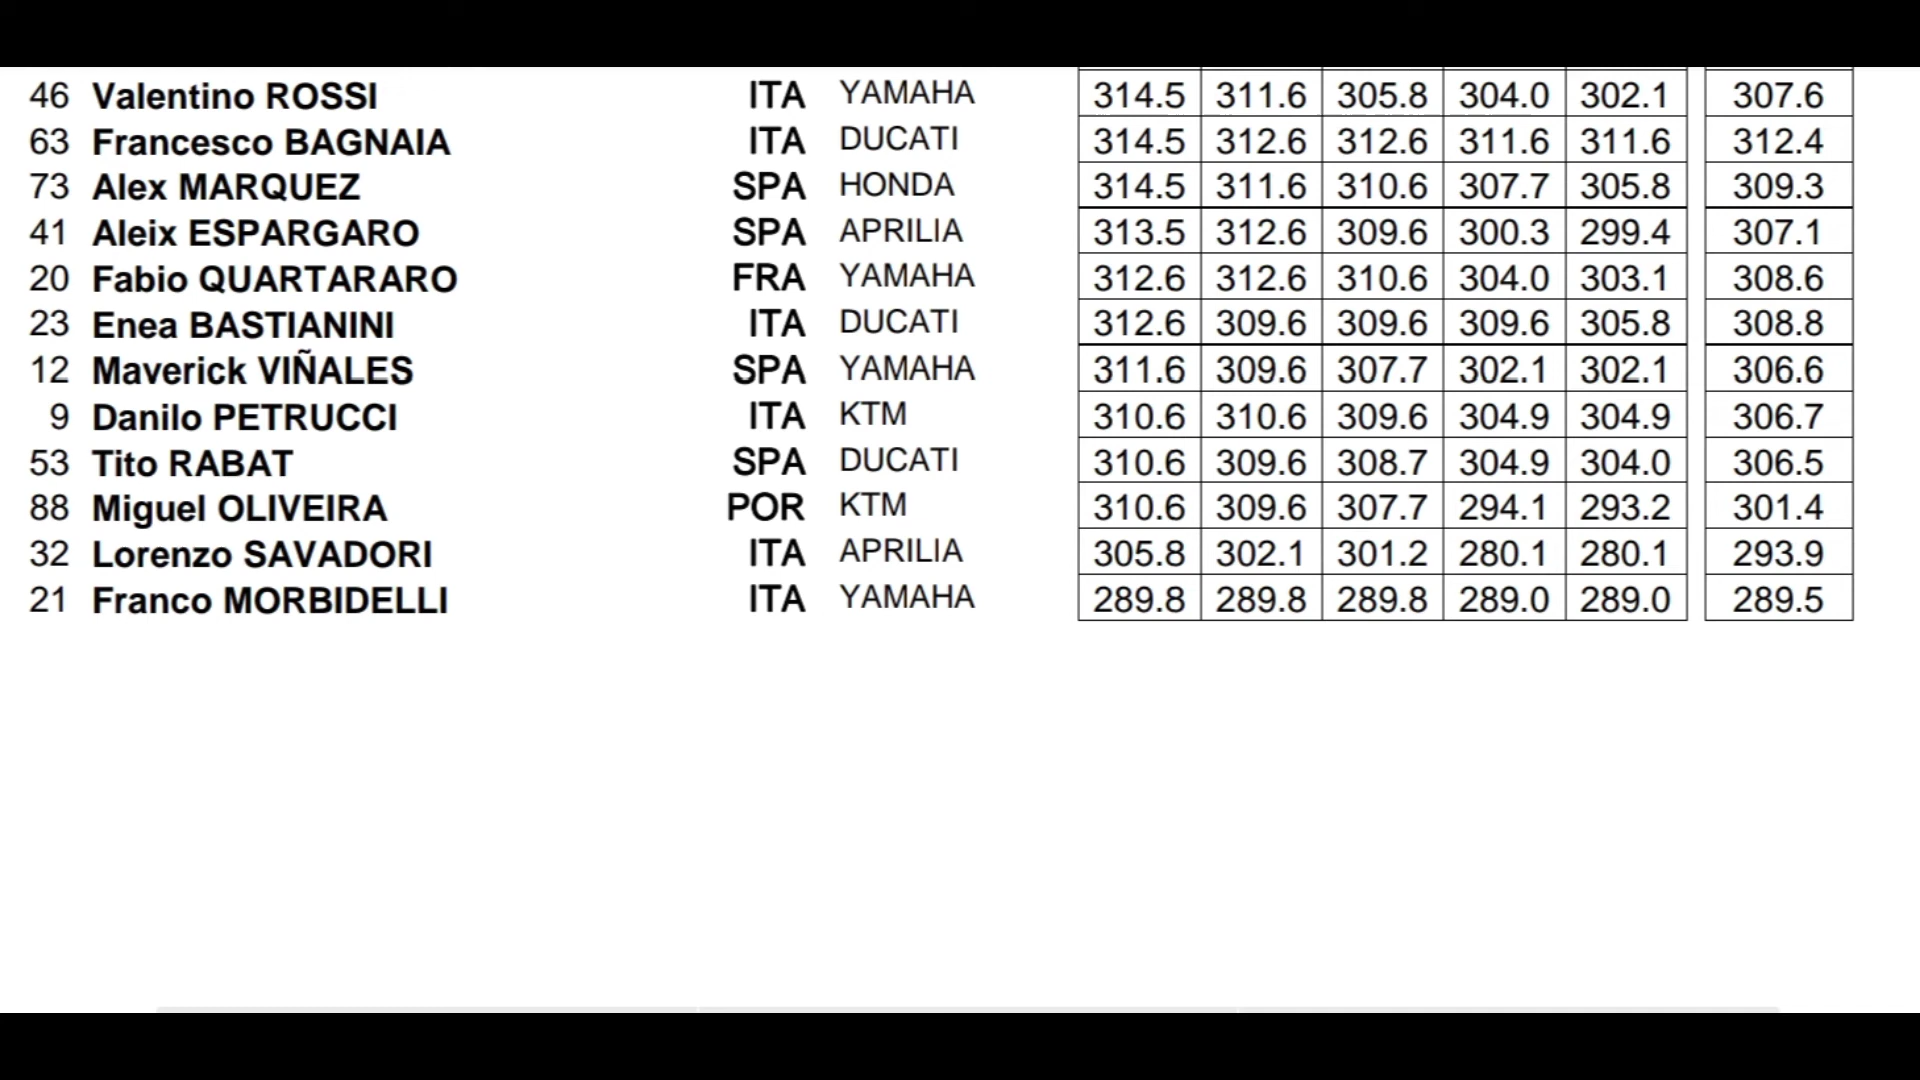 46 Valentino ROSSI ITA YAMAHA 314.5 311.6 305.8 304.0 302.1 307.6
63 Francesco BAGNAIA ITA DUCATI 314.5 312.6 312.6 311.6 311.6 312.4
73 Alex MARQUEZ SPA HONDA 314.5 311.6 310.6 307.7 305.8 309.3
41 Aleix ESPARGARO SPA APRILIA 313.5 312.6 309.6 300.3 299.4 307.1
20 Fabio QUARTARARO FRA YAMAHA 312.6 312.6 310.6 304.0 303.1 308.6
23 Enea BASTIANINI ITA DUCATI 312.6 309.6 309.6 309.6 305.8 308.8
12 Maverick VIÑALES SPA YAMAHA 311.6 309.6 307.7 302.1 302.1 306.6
9 Danilo PETRUCCI ITA KTM 310.6 310.6 309.6 304.9 304.9 306.7
53 Tito RABAT SPA DUCATI 310.6 309.6 308.7 304.9 304.0 306.5
88 Miguel OLIVEIRA POR KTM 310.6 309.6 307.7 294.1 293.2 301.4
32 Lorenzo SAVADORI ITA APRILIA 305.8 302.1 301.2 280.1 280.1 293.9
21 Franco MORBIDELLI ITA YAMAHA 289.8 289.8 289.8 289.0 289.0 289.5